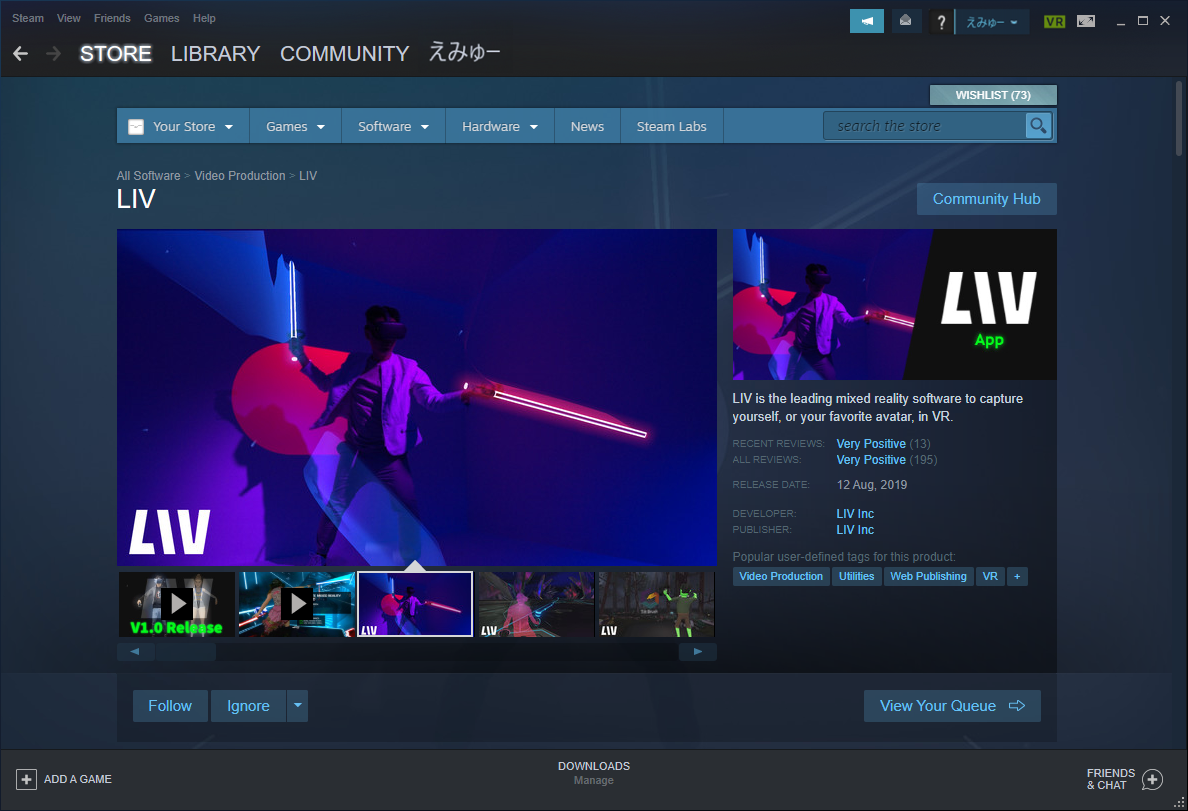 Steam View Friends Games Help
えみゅー
VR
STORE LIBRARY COMMUNITY えみゅー
WISHLIST (73)
Your Store Games Software Hardware News Steam Labs
search the store
All Software > Video Production > LIV
LIV
Community Hub
LIV
LIV
App
LIV is the leading mixed reality software to capture
yourself, or your favorite avatar, in VR.
RECENT REVIEWS: Very Positive (13)
ALL REVIEWS: Very Positive (195)
RELEASE DATE: 12 Aug, 2019
DEVELOPER: LIV Inc
PUBLISHER: LIV Inc
Popular user-defined tags for this product:
Video Production Utilities Web Publishing VR +
V1.0 Release
LIV
LIV
LIV
Follow Ignore
View Your Queue
ADD A GAME
DOWNLOADS
Manage
FRIENDS
& CHAT